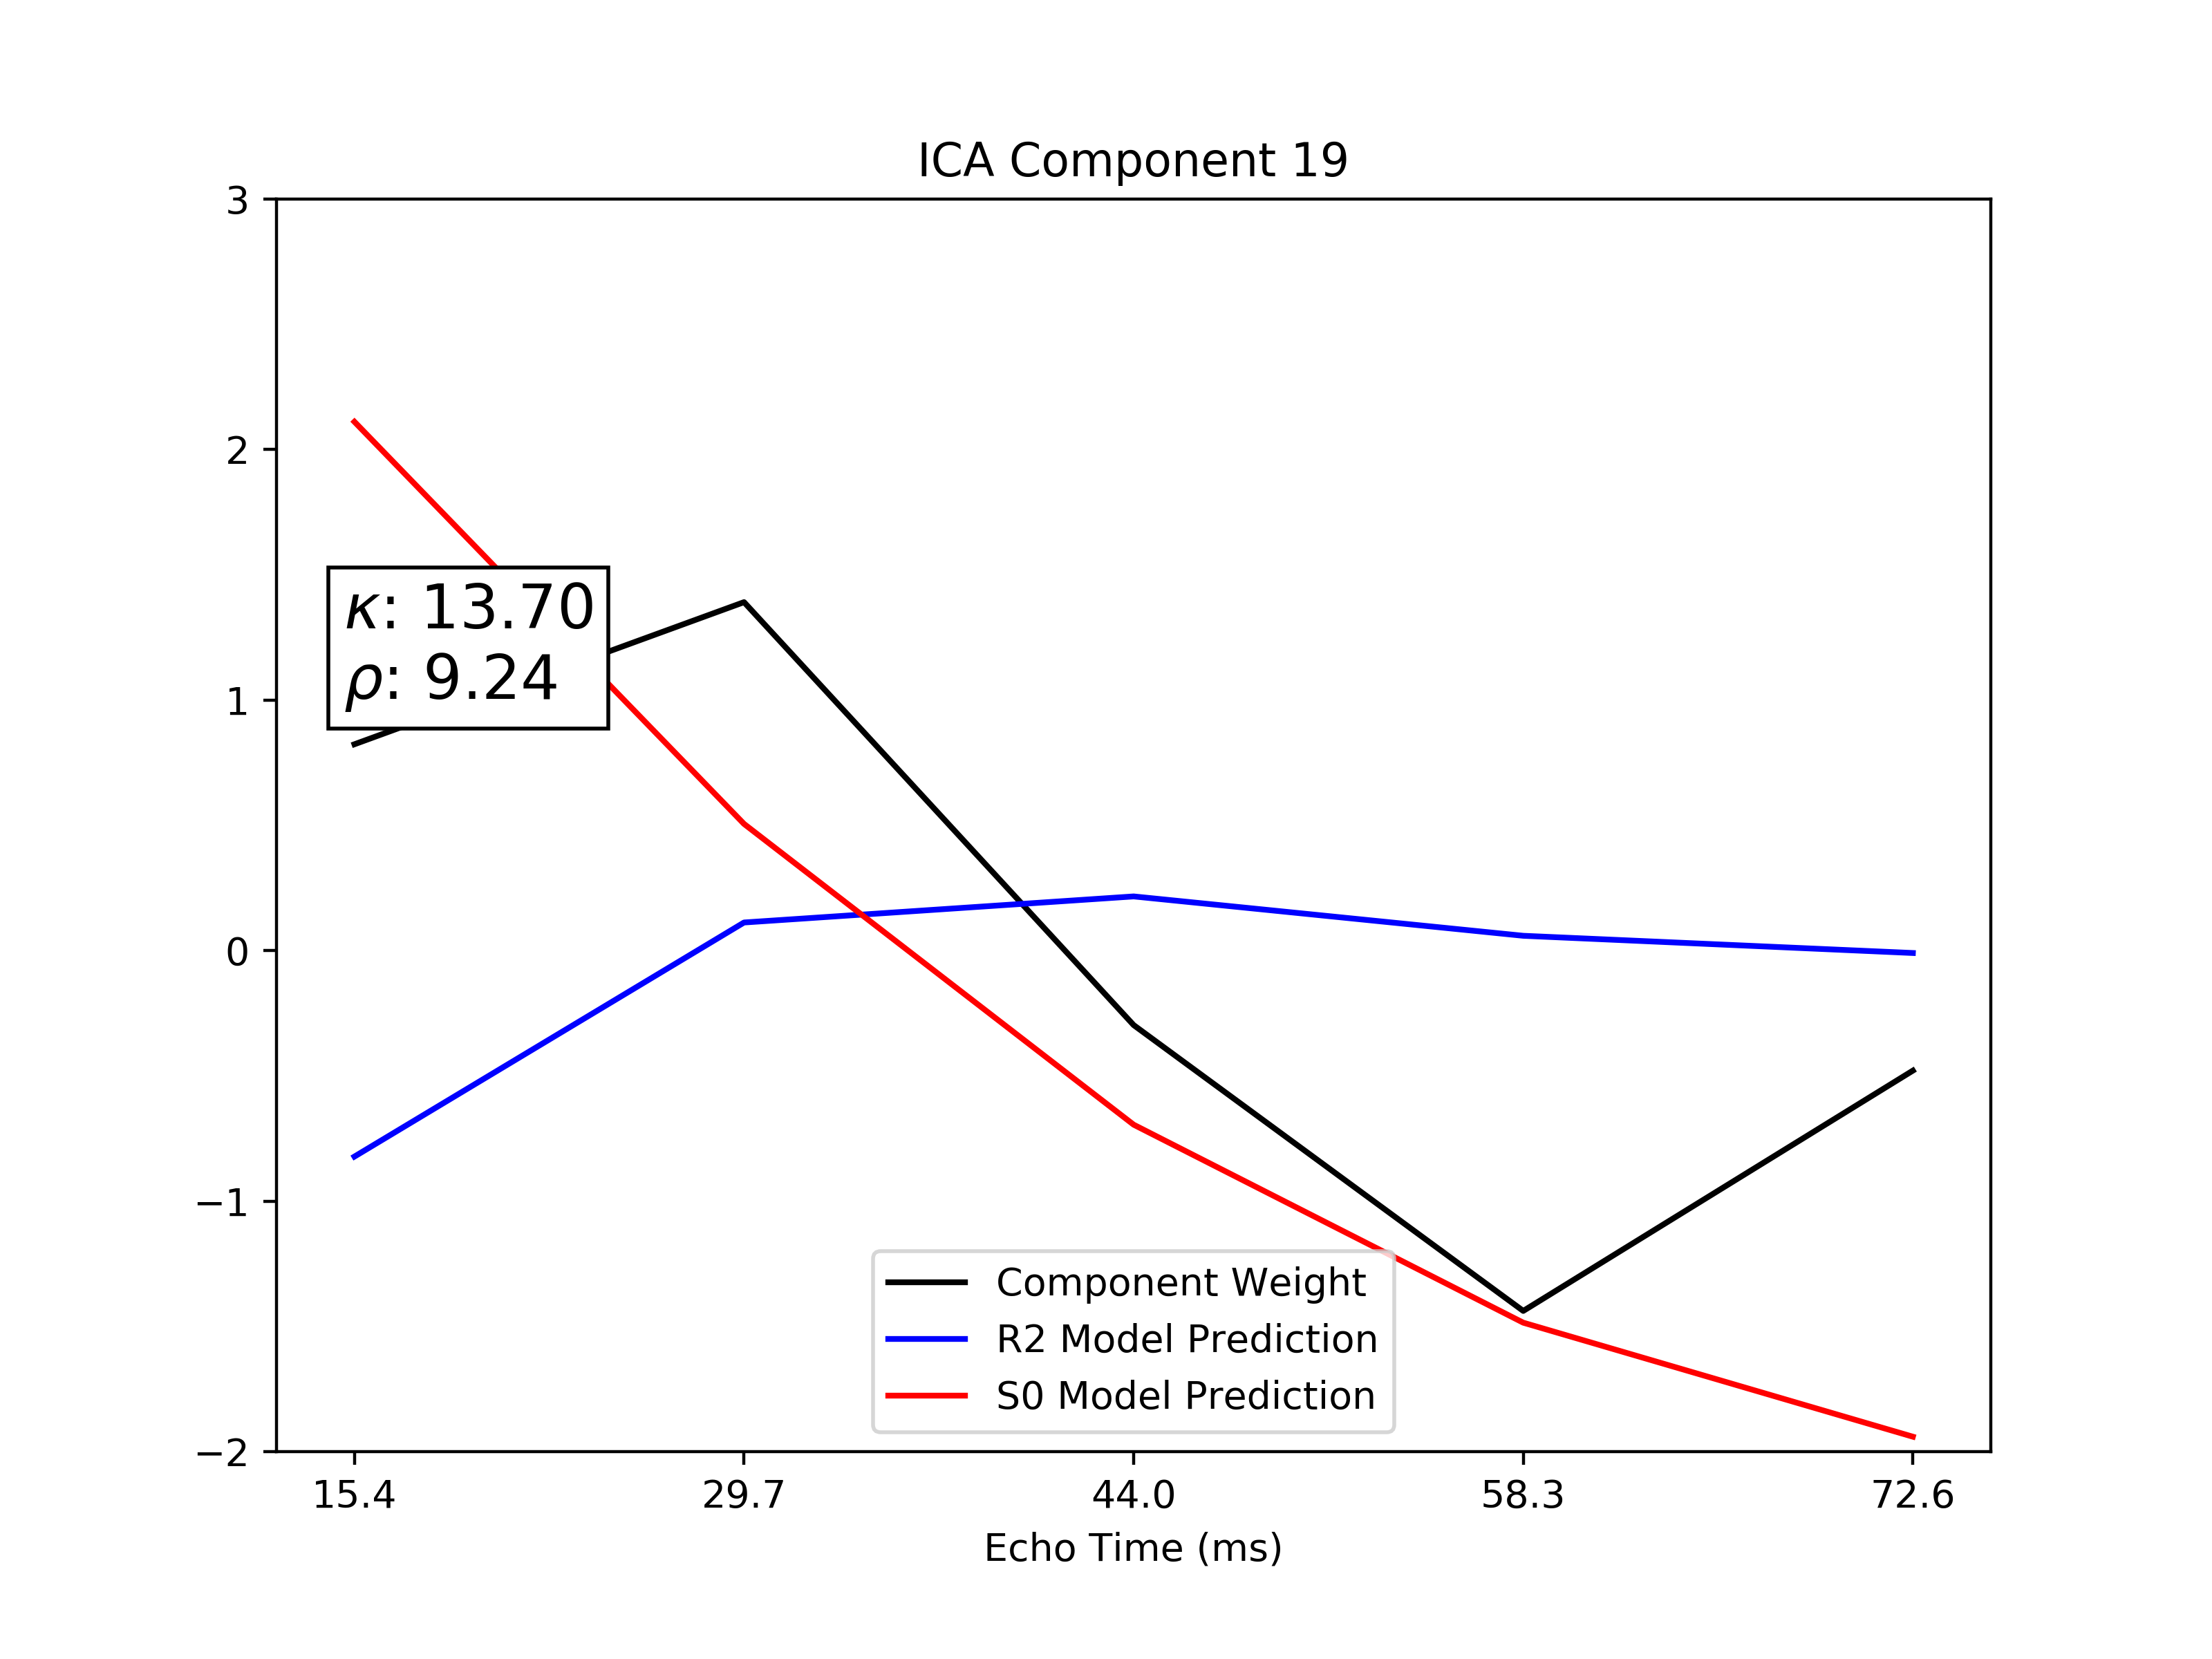 ICA Component 19
3
2
1
0
−1
−2
κ: 13.70
ρ: 9.24
Component Weight
R2 Model Prediction
S0 Model Prediction
15.4 29.7 44.0 58.3 72.6
Echo Time (ms)